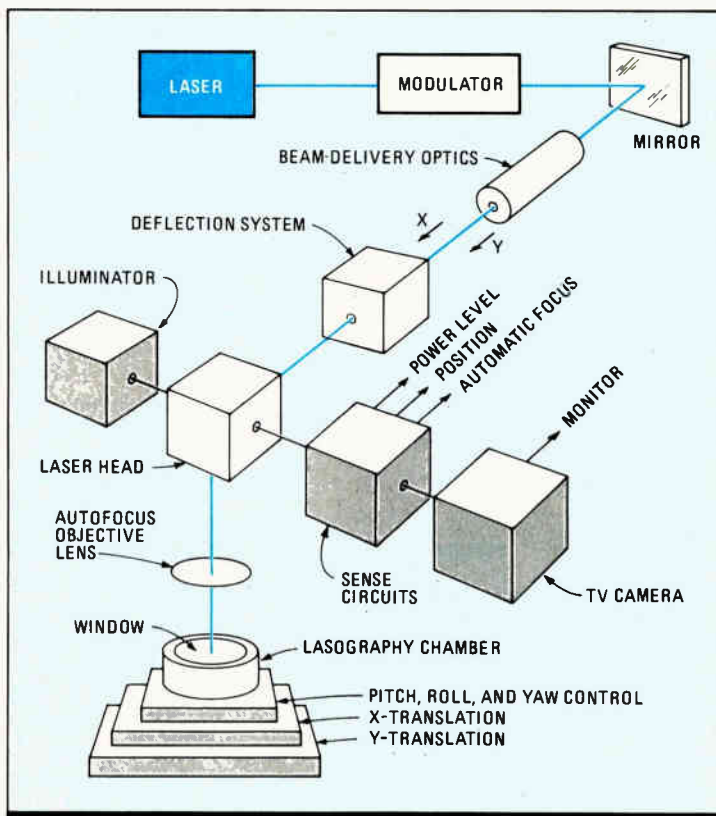 LASER
MODULATOR
MIRROR
BEAM-DELIVERY OPTICS
X
Y
DEFLECTION SYSTEM
ILLUMINATOR
POWER LEVEL
POSITION
AUTOMATIC FOCUS
MONITOR
LASER HEAD
AUTOFOCUS
OBJECTIVE
LENS
SENSE
CIRCUITS
TV CAMERA
WINDOW
LASOGRAPHY CHAMBER
PITCH, ROLL, AND YAW CONTROL
X-TRANSLATION
Y-TRANSLATION